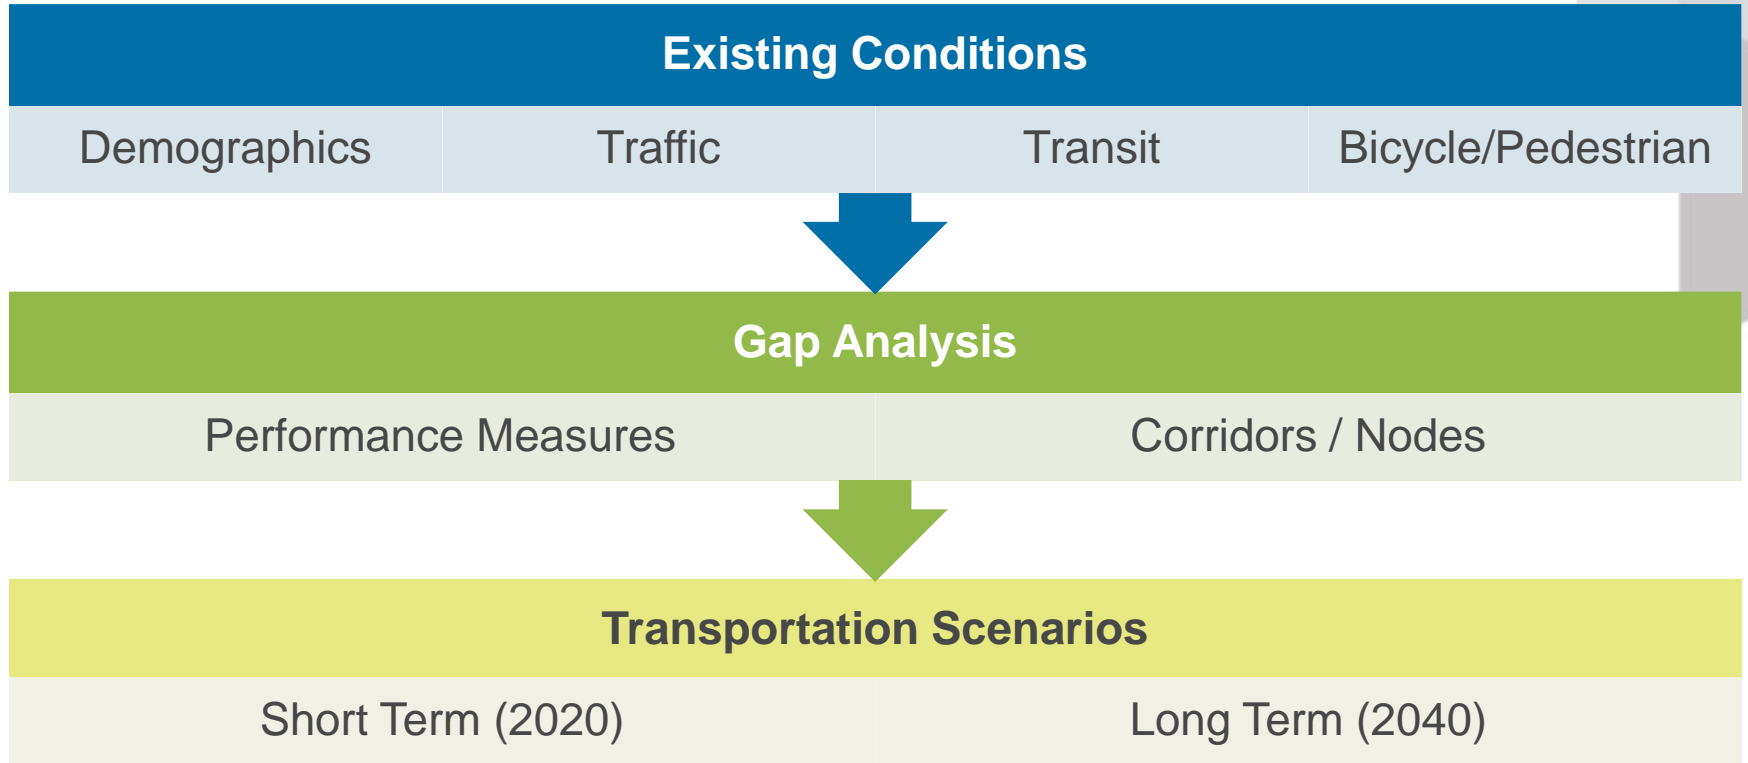 Existing Conditions
Demographics Traffic Transit Bicycle/Pedestrian
Gap Analysis
Performance Measures Corridors / Nodes
Transportation Scenarios
Short Term (2020) Long Term (2040)